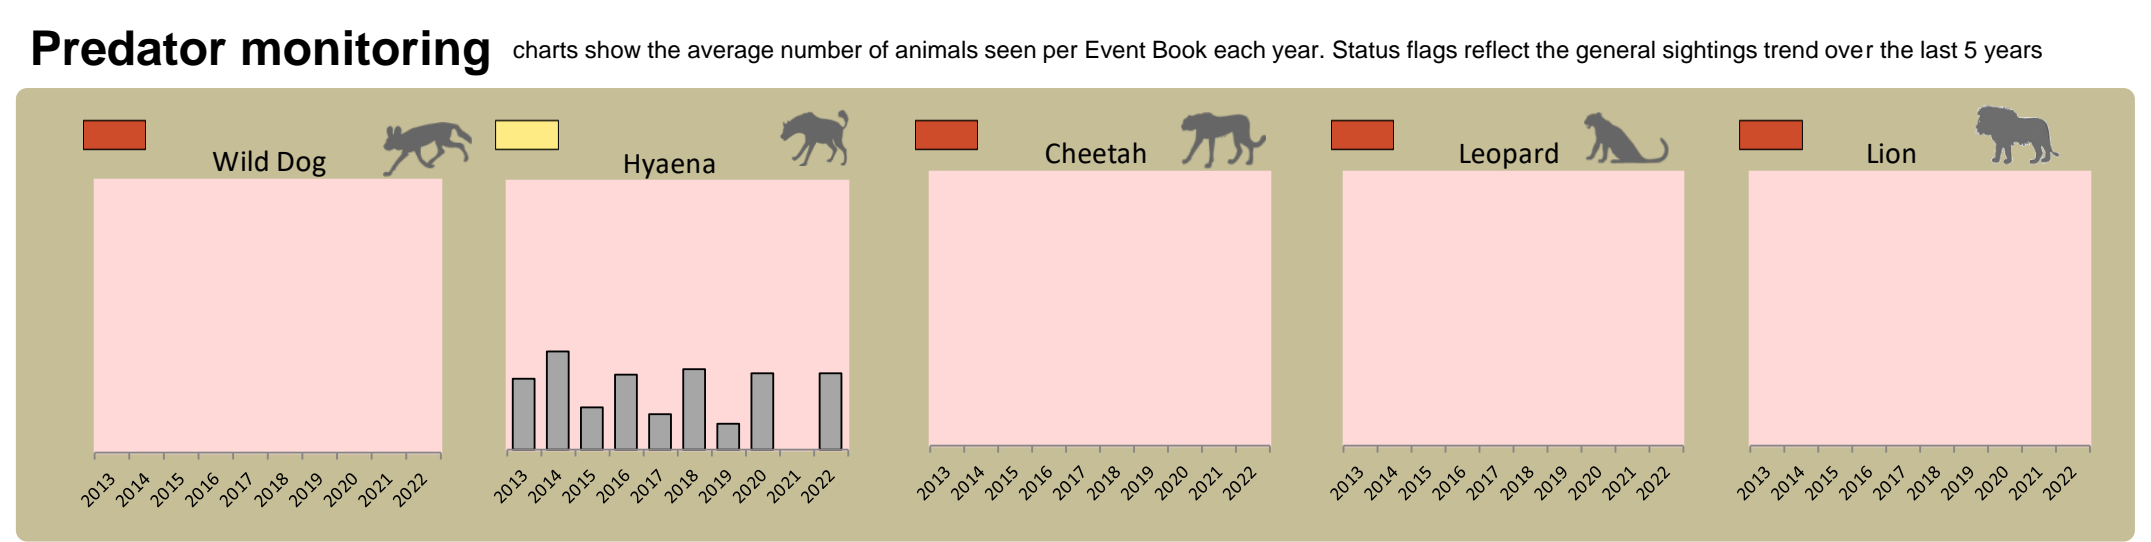 Predator monitoring charts show the average number of animals seen per Event Book each year. Status flags reflect the general sightings trend over the last 5 years
Wild Dog
2013 2014 2015 2016 2017 2018 2019 2020 2021 2022
Hyaena
2013 2014 2015 2016 2017 2018 2019 2020 2021 2022
Cheetah
2013 2014 2015 2016 2017 2018 2019 2020 2021 2022
Leopard
2013 2014 2015 2016 2017 2018 2019 2020 2021 2022
Lion
2013 2014 2015 2016 2017 2018 2019 2020 2021 2022